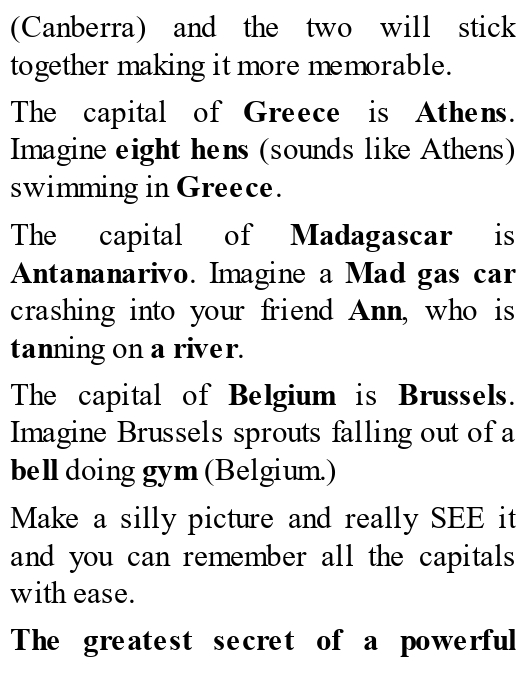 (Canberra) and the two will stick
together making it more memorable.
The capital of Greece is Athens.
Imagine eight hens (sounds like Athens)
swimming in Greece.
The capital of Madagascar is
Antananarivo. Imagine a Mad gas car
crashing into your friend Ann, who is
tanning on a river.
The capital of Belgium is Brussels.
Imagine Brussels sprouts falling out of a
bell doing gym (Belgium.)
Make a silly picture and really SEE it
and you can remember all the capitals
with ease.
The greatest secret of a powerful